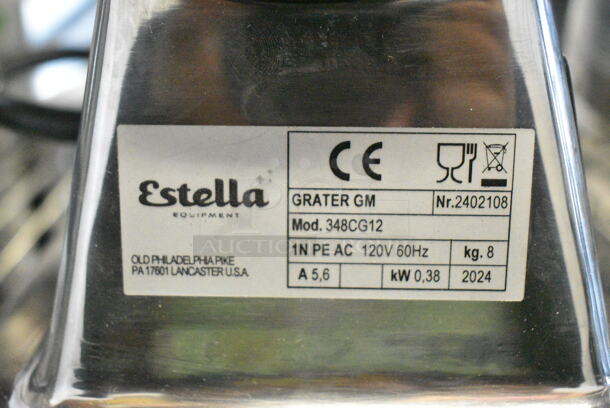 Estella
EQUIPMENT
OLD PHILADELPHIA PIKE
PA 17601 LANCASTER U.S.A.
CE
GRATER GM Nr.2402108
Mod. 348CG12
1N PE AC 120V 60Hz kg. 8
A 5,6 kW 0,38 2024